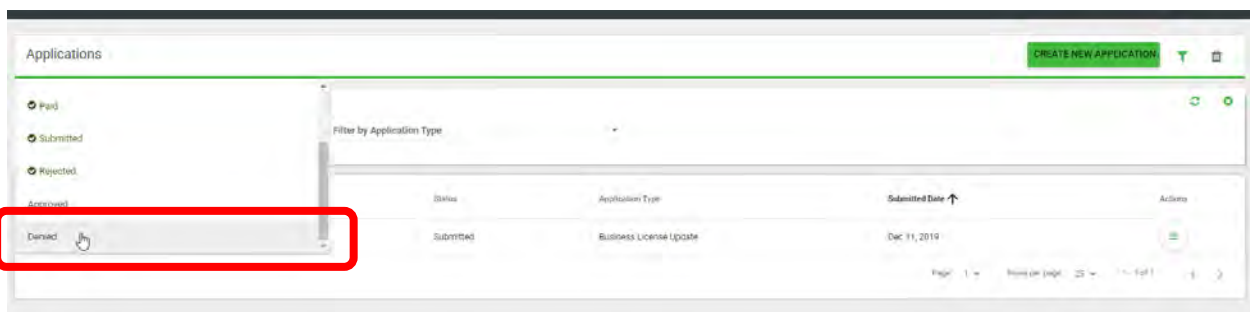 Applications
CREATE NEW APPLICATION
Paid
Submitted
Filter by Application Type
Rejected
Approved
Status Application Type Submitted Date Actions
Denied Submitted Business License Update Dec 11, 2019
Page: 1 Rows per page: 25 1 - 1 of 1